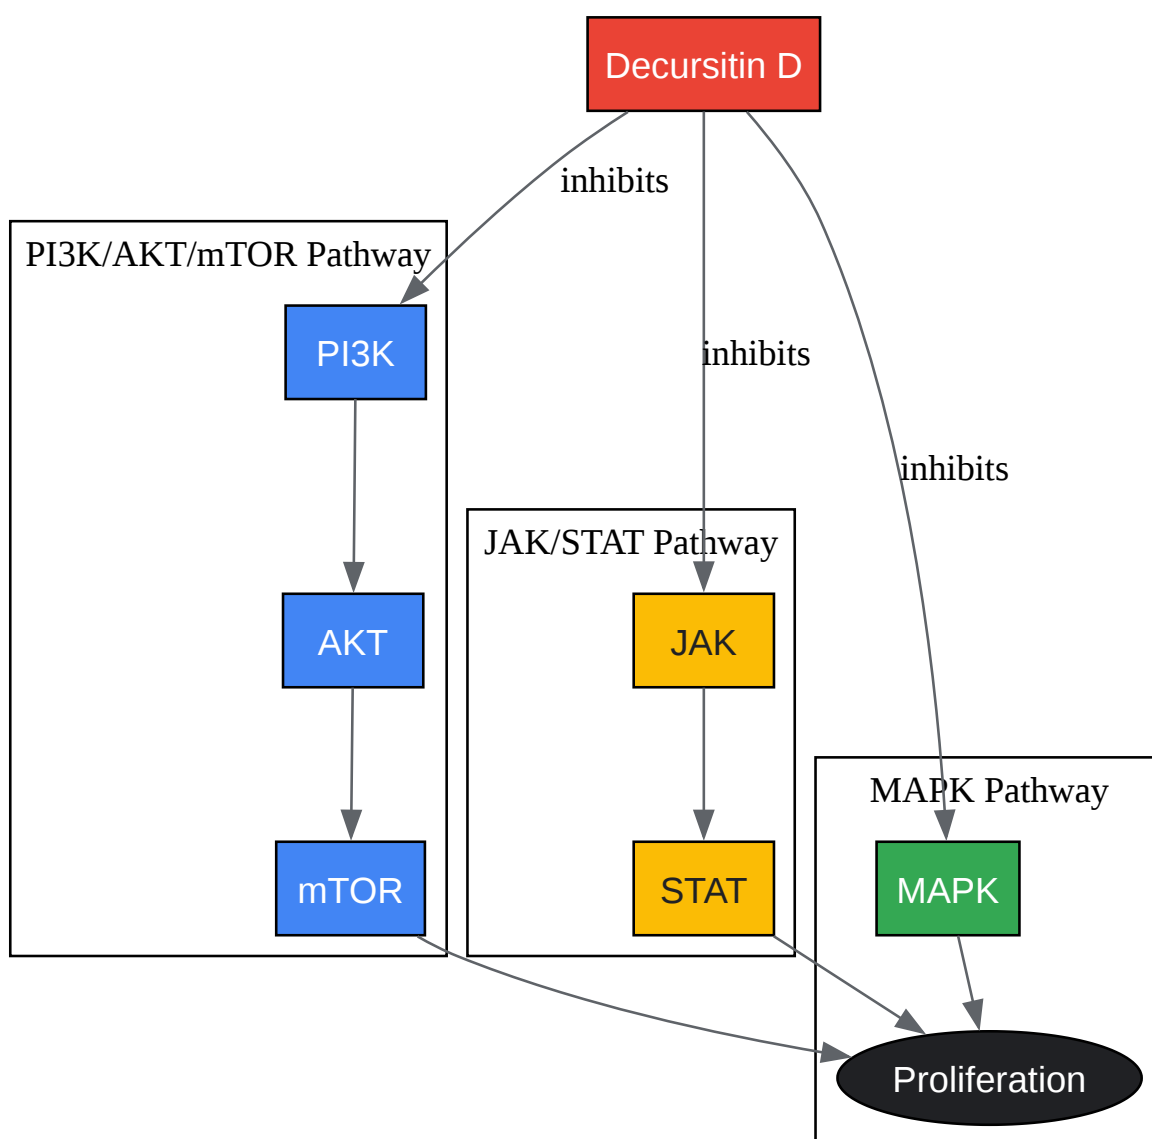 Decursitin D
inhibits
PI3K/AKT/mTOR Pathway
PI3K
inhibits
inhibits
JAK/STAT Pathway
AKT
JAK
MAPK Pathway
mTOR
STAT
MAPK
Proliferation